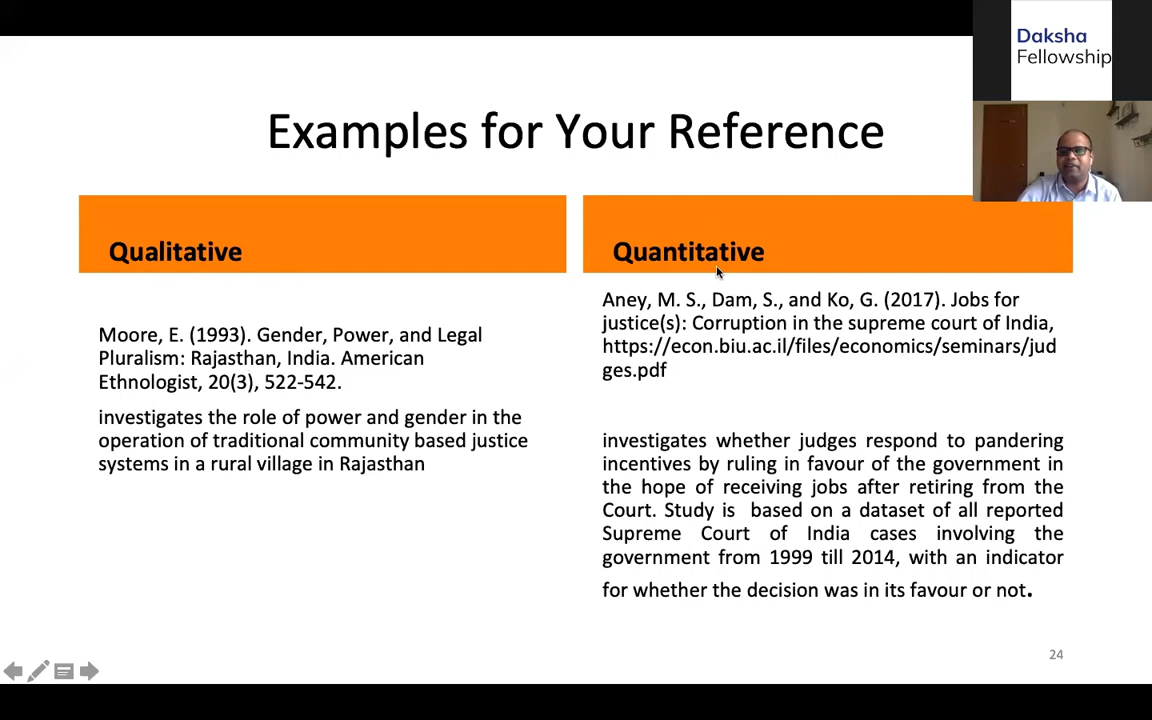 Daksha
Fellowship
Examples for Your Reference
Qualitative
Moore, E. (1993). Gender, Power, and Legal
Pluralism: Rajasthan, India. American
Ethnologist, 20(3), 522-542.
investigates the role of power and gender in the
operation of traditional community based justice
systems in a rural village in Rajasthan
Quantitative
Aney, M. S., Dam, S., and Ko, G. (2017). Jobs for
justice(s): Corruption in the supreme court of India,
https://econ.biu.ac.il/files/economics/seminars/jud
ges.pdf
investigates whether judges respond to pandering
incentives by ruling in favour of the government in
the hope of receiving jobs after retiring from the
Court. Study is based on a dataset of all reported
Supreme Court of India cases involving the
government from 1999 till 2014, with an indicator
for whether the decision was in its favour or not.
24